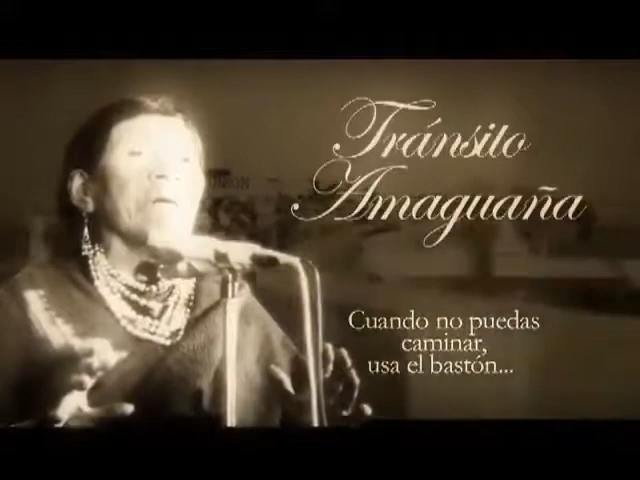 Tránsito
Amaguaña
Cuando no puedas
caminar,
usa el bastón...